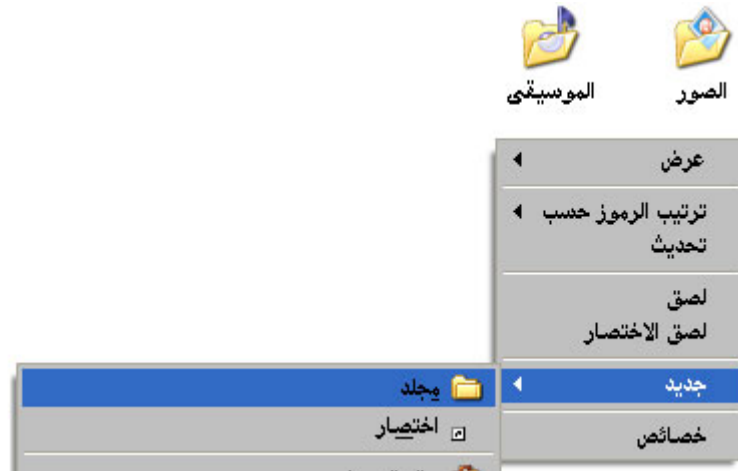 الصور
الموسيقى
عرض
ترتيب الرموز حسب
تحديث
لصق
لصق الاختصار
جديد
خصائص
مجلد
اختصار